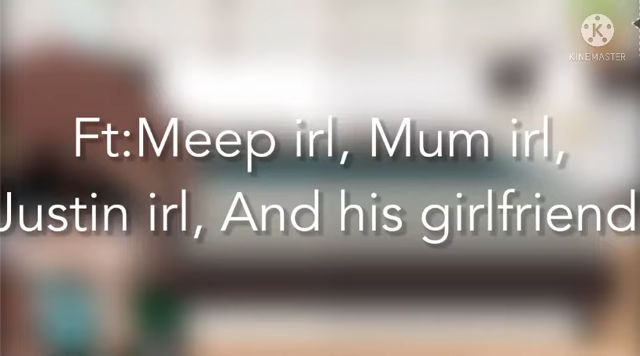 KINEMASTER
Ft:Meep irl, Mum irl,
Justin irl, And his girlfriend